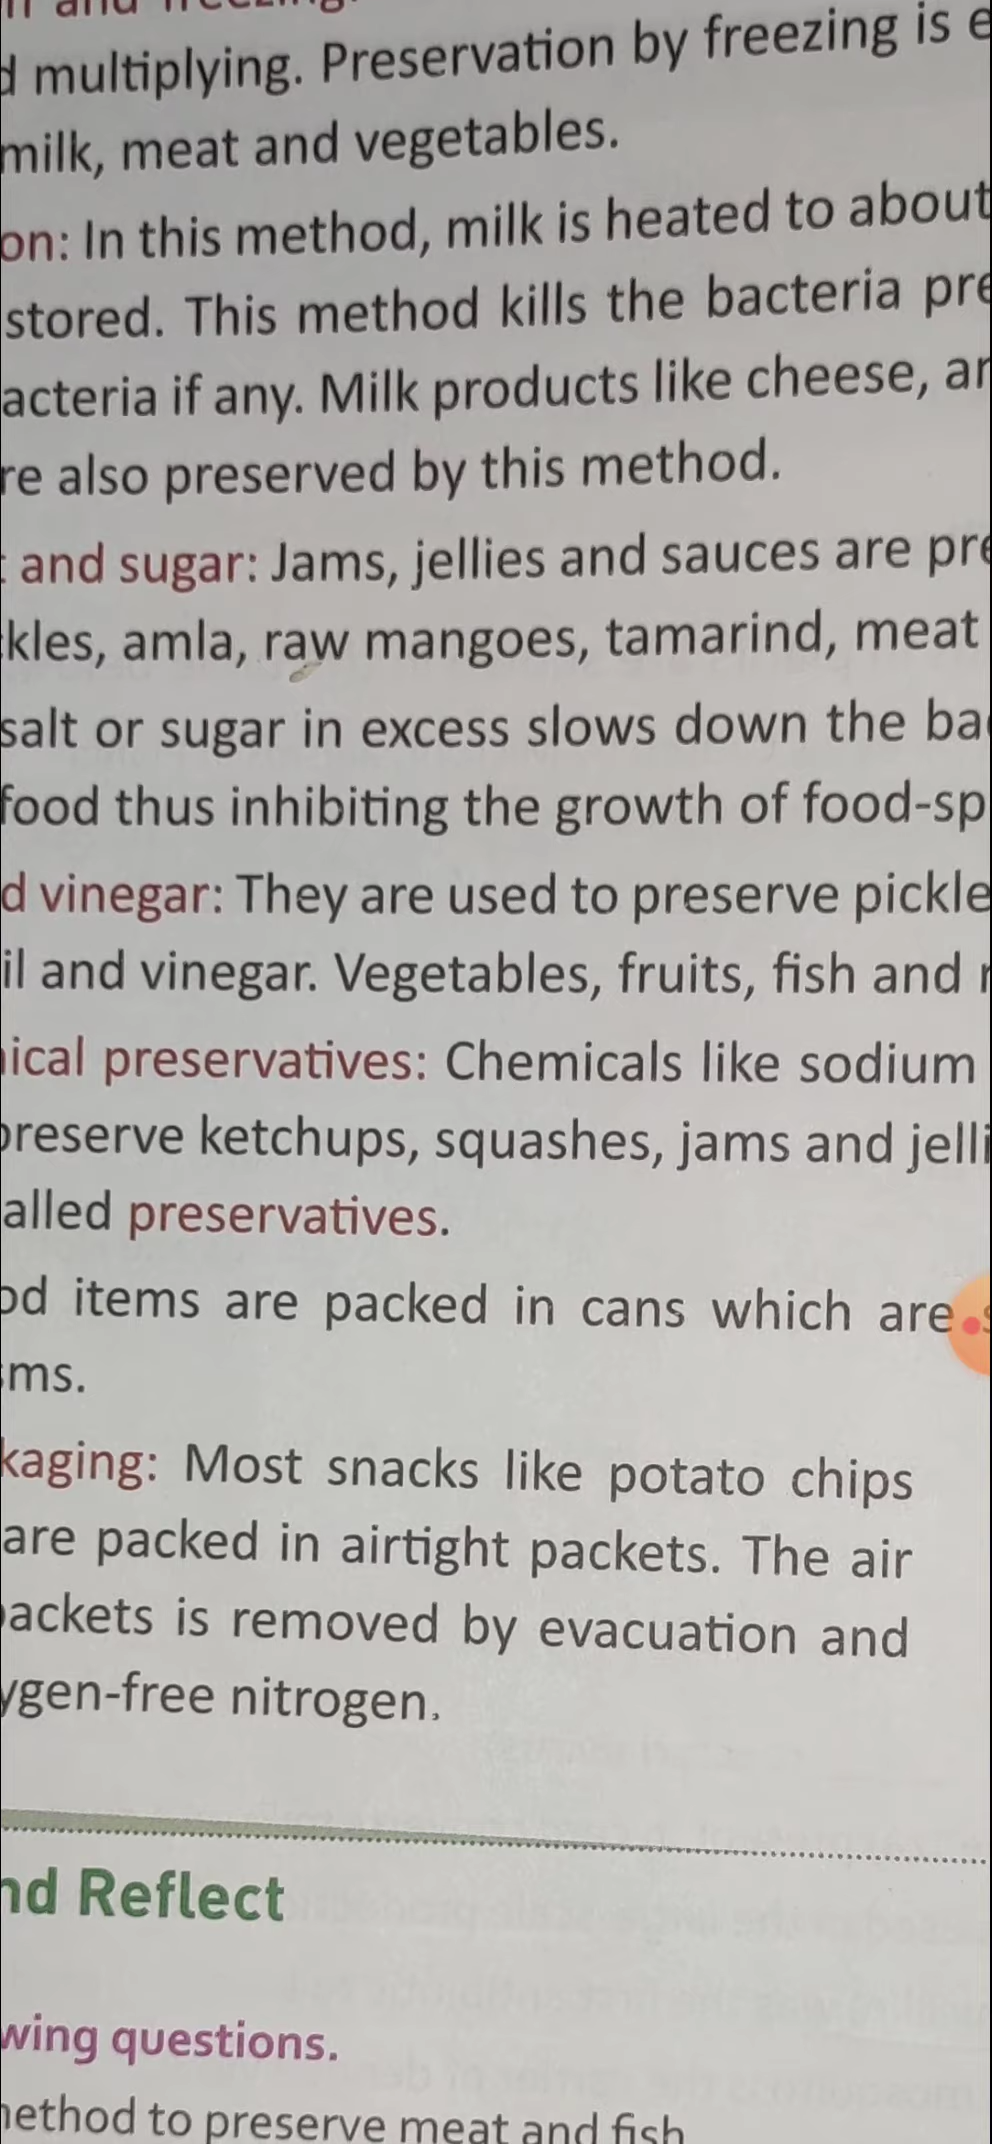 and freezing:
d multiplying. Preservation by freezing is e
milk, meat and vegetables.
on: In this method, milk is heated to about
stored. This method kills the bacteria pre
acteria if any. Milk products like cheese, ar
re also preserved by this method.
and sugar: Jams, jellies and sauces are pre
kles, amla, raw mangoes, tamarind, meat
salt or sugar in excess slows down the ba
food thus inhibiting the growth of food-sp
d vinegar: They are used to preserve pickle
il and vinegar. Vegetables, fruits, fish and
ical preservatives: Chemicals like sodium
preserve ketchups, squashes, jams and jelli
alled preservatives.
od items are packed in cans which are
ms.
kaging: Most snacks like potato chips
are packed in airtight packets. The air
packets is removed by evacuation and
ygen-free nitrogen.
nd Reflect
wing questions.
nethod to preserve meat and fish